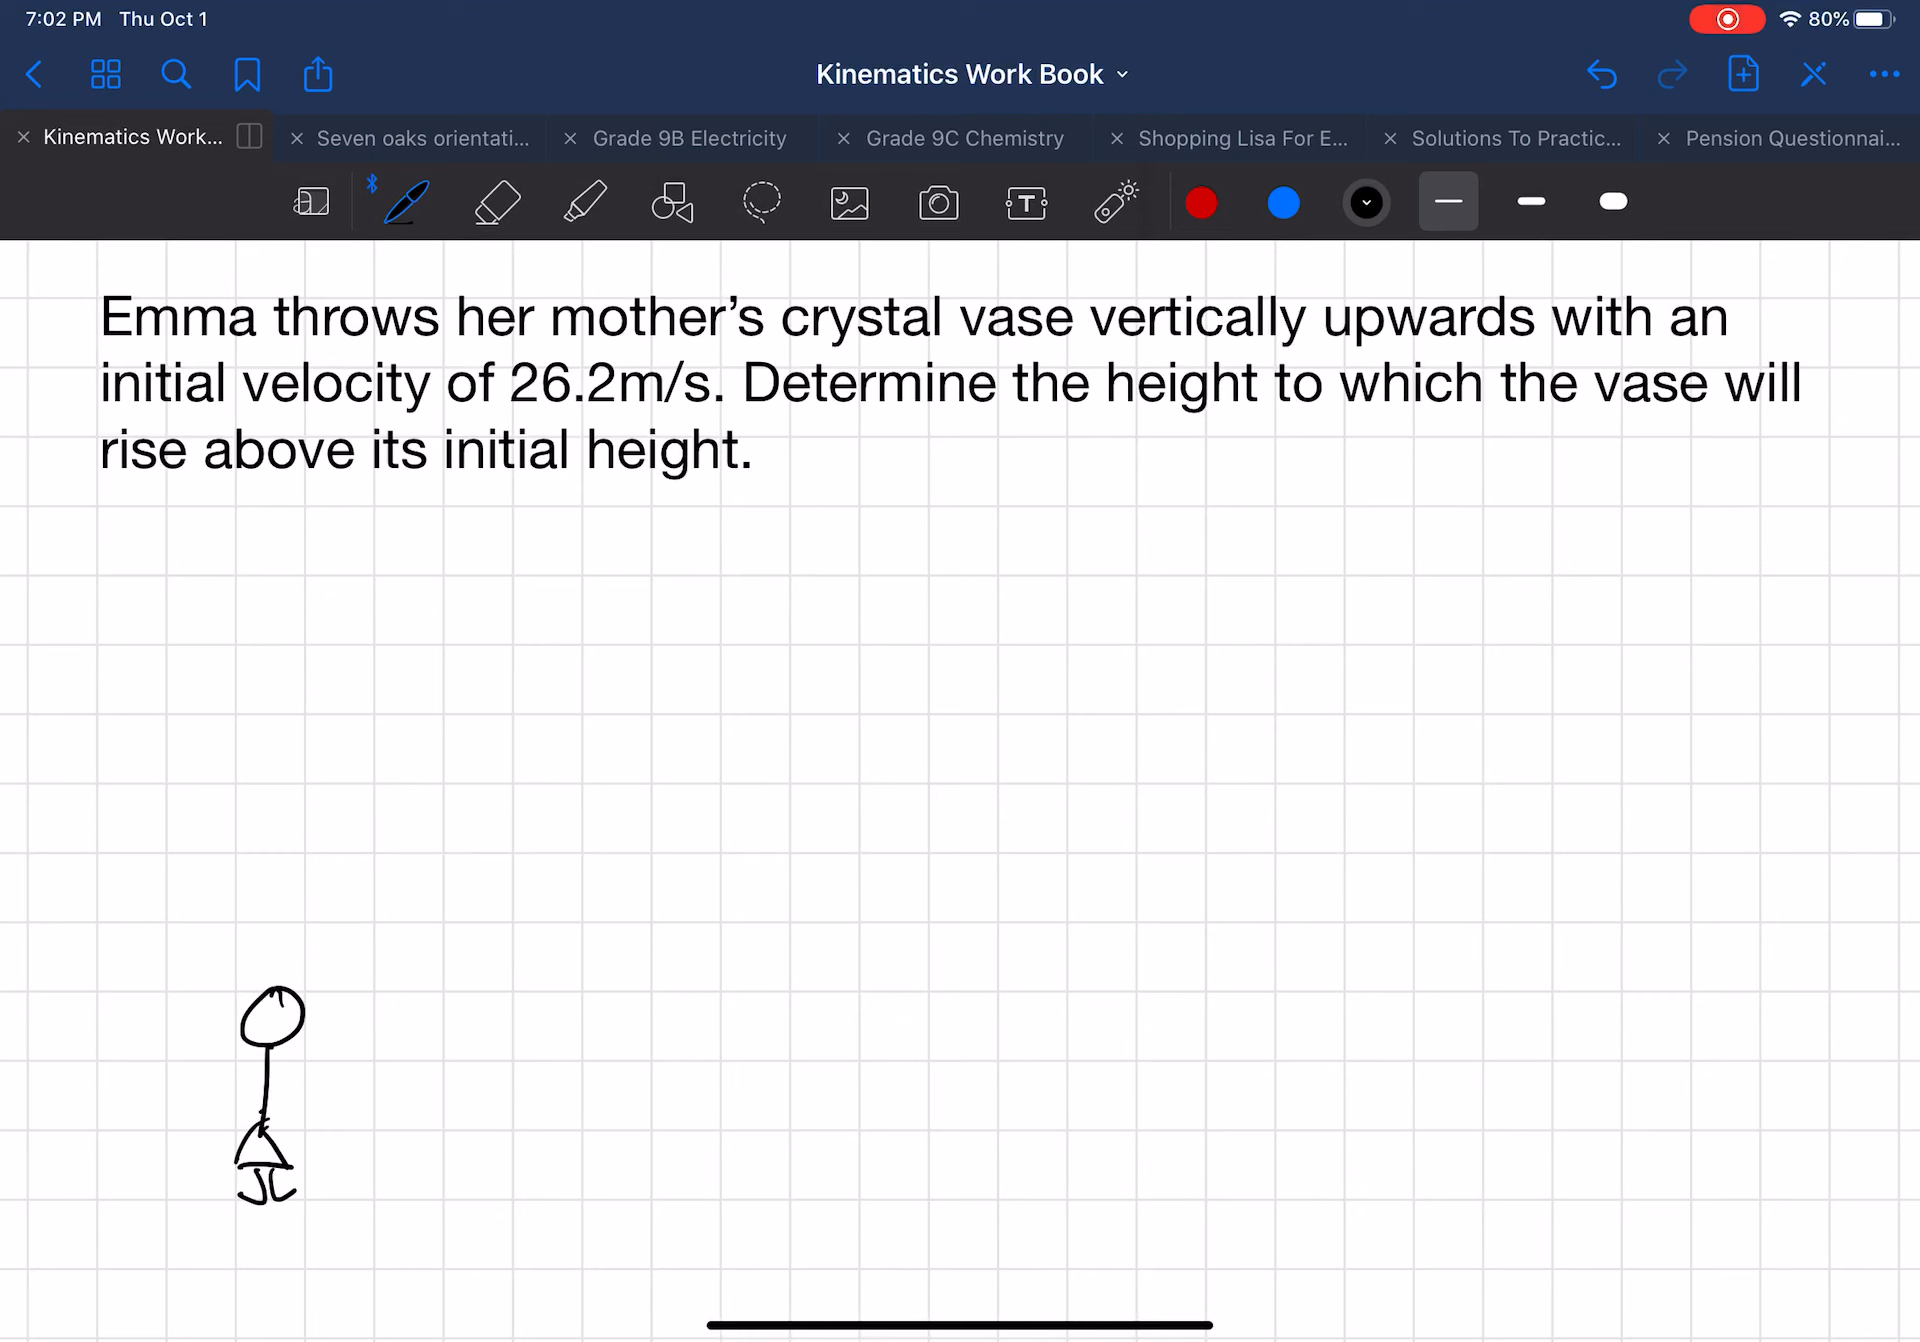 7:02 PM Thu Oct 1
80%
Kinematics Work Book
Kinematics Work...
Seven oaks orientati...
Grade 9B Electricity
Grade 9C Chemistry
Shopping Lisa For E...
Solutions To Practic...
Pension Questionnai...
Emma throws her mother’s crystal vase vertically upwards with an
initial velocity of 26.2m/s. Determine the height to which the vase will
rise above its initial height.